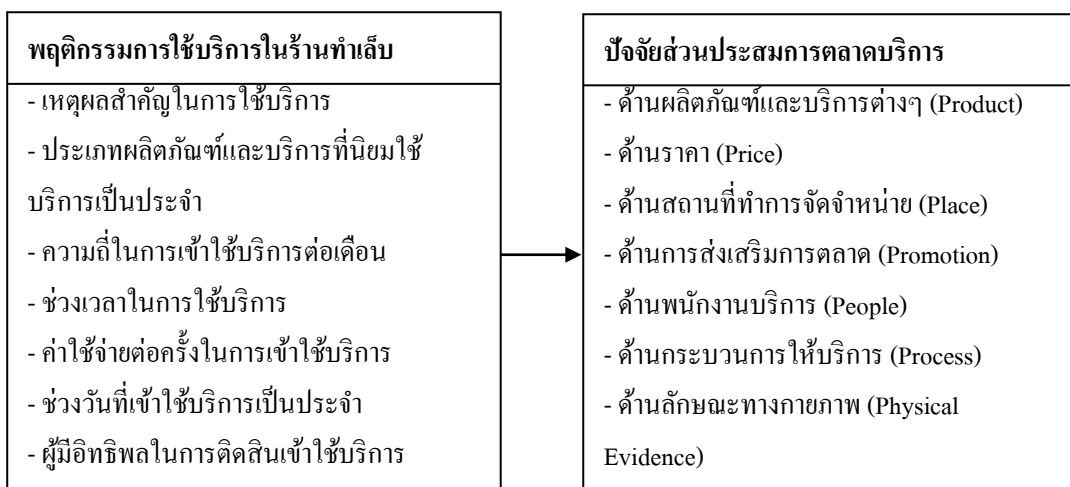 พฤติกรรมการใช้บริการในร้านทำเล็บ
- เหตุผลสำคัญในการใช้บริการ
- ประเภทผลิตภัณฑ์และบริการที่นิยมใช้
บริการเป็นประจำ
- ความถี่ในการเข้าใช้บริการต่อเดือน
- ช่วงเวลาในการใช้บริการ
- ค่าใช้จ่ายต่อครั้งในการเข้าใช้บริการ
- ช่วงวันที่เข้าใช้บริการเป็นประจำ
- ผู้มีอิทธิพลในการติดสินเข้าใช้บริการ
ปัจจัยส่วนประสมการตลาดบริการ
- ด้านผลิตภัณฑ์และบริการต่างๆ (Product)
- ด้านราคา (Price)
- ด้านสถานที่ทำการจัดจำหน่าย (Place)
- ด้านการส่งเสริมการตลาด (Promotion)
- ด้านพนักงานบริการ (People)
- ด้านกระบวนการให้บริการ (Process)
- ด้านลักษณะทางกายภาพ (Physical
Evidence)